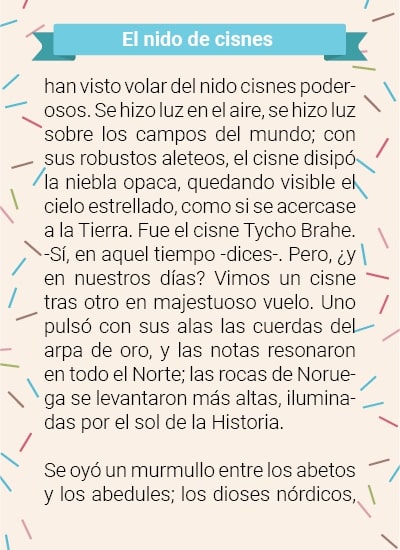 El nido de cisnes
han visto volar del nido cisnes poder-
osos. Se hizo luz en el aire, se hizo luz
sobre los campos del mundo; con
sus robustos aleteos, el cisne disipó
la niebla opaca, quedando visible el
cielo estrellado, como si se acercase
a la Tierra. Fue el cisne Tycho Brahe.
-Sí, en aquel tiempo -dices-. Pero, ¿y
en nuestros días? Vimos un cisne
tras otro en majestuoso vuelo. Uno
pulsó con sus alas las cuerdas del
arpa de oro, y las notas resonaron
en todo el Norte; las rocas de Norue-
ga se levantaron más altas, ilumina-
das por el sol de la Historia.
Se oyó un murmullo entre los abetos
y los abedules; los dioses nórdicos,